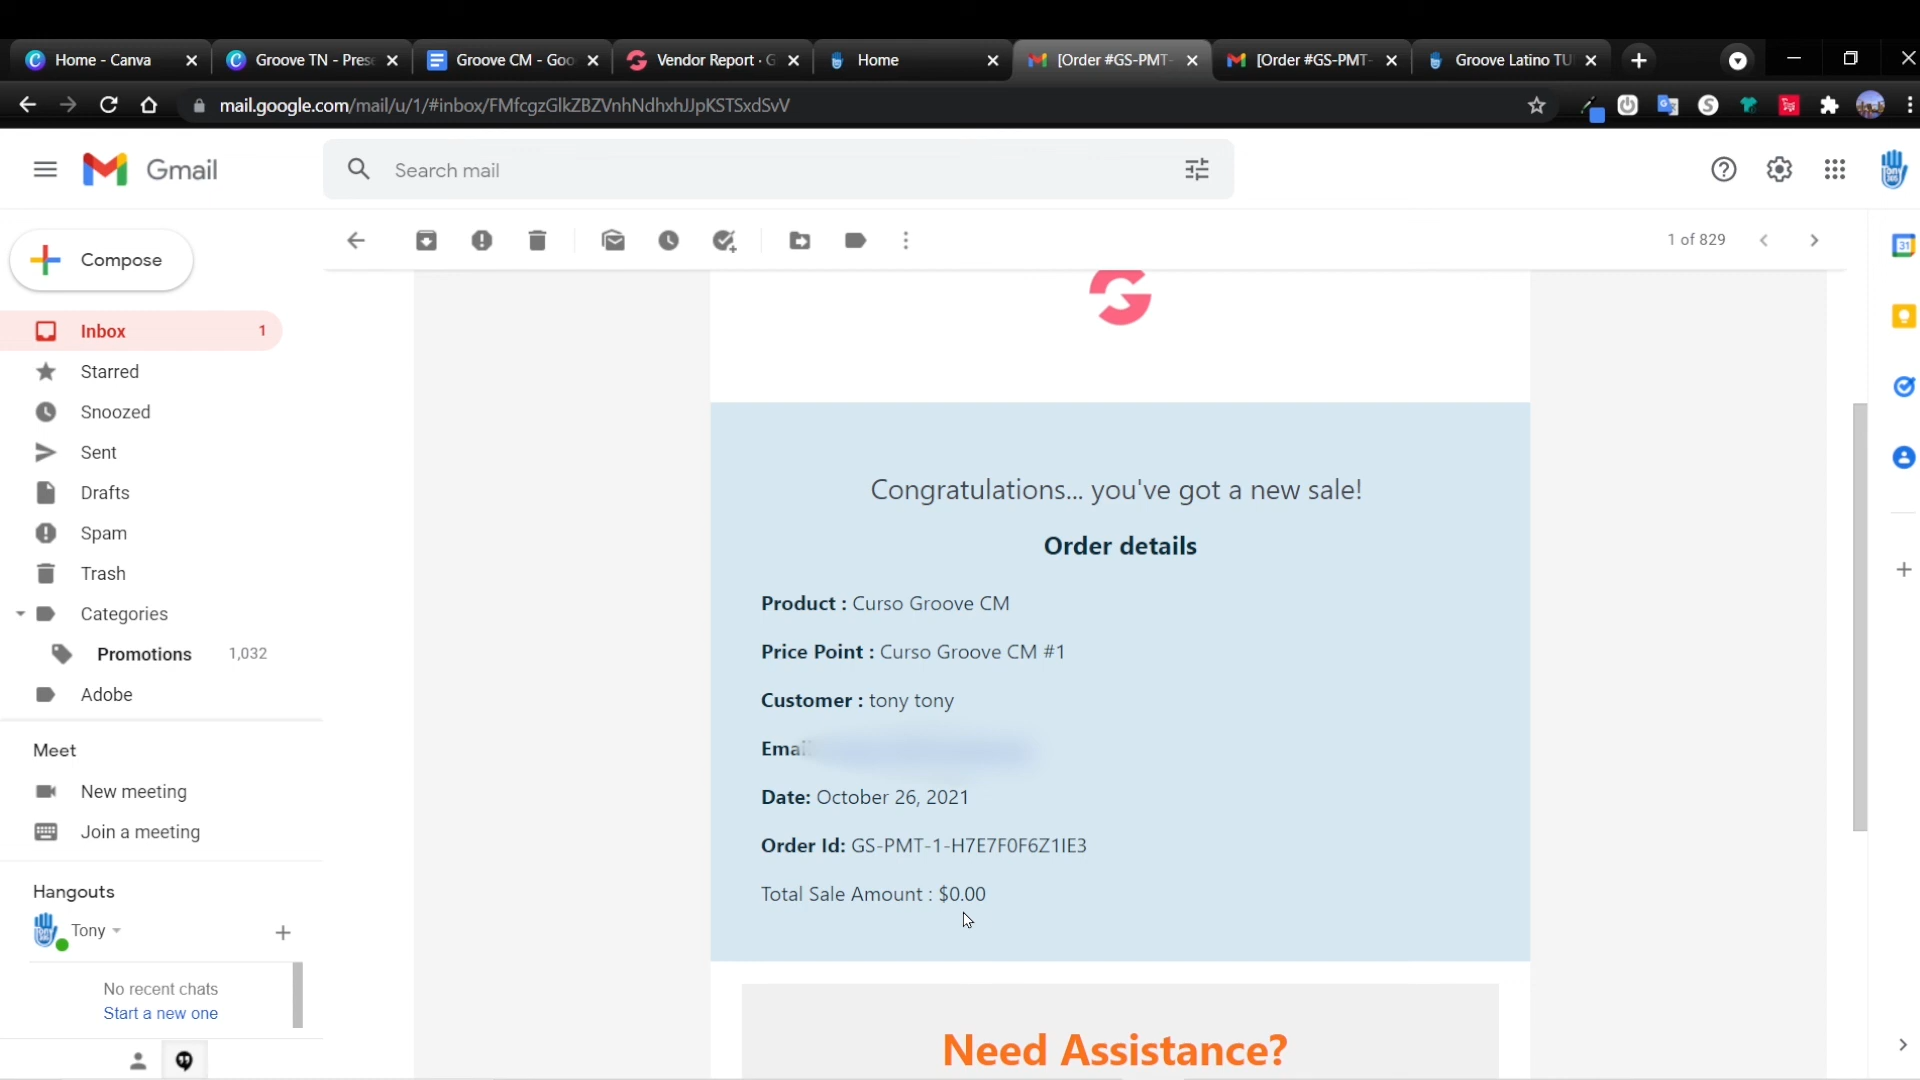 Home - Canva
Groove TN - Prese
Groove CM - Goo
Vendor Report · G
Home
[Order #GS-PMT-
[Order #GS-PMT-
Groove Latino TU
mail.google.com/mail/u/1/#inbox/FMfcgzGlkZBZVnhNdhxhJJpKSTSxdSvV
Gmail
Search mail
Compose
1 of 829
Inbox 1
Starred
Snoozed
Sent
Drafts
Spam
Trash
Categories
Promotions 1,032
Adobe
Meet
New meeting
Join a meeting
Hangouts
Tony
No recent chats
Start a new one
Congratulations... you've got a new sale!
Order details
Product : Curso Groove CM
Price Point : Curso Groove CM #1
Customer : tony tony
Email
Date: October 26, 2021
Order Id: GS-PMT-1-H7E7F0F6Z1IE3
Total Sale Amount : $0.00
Need Assistance?
31